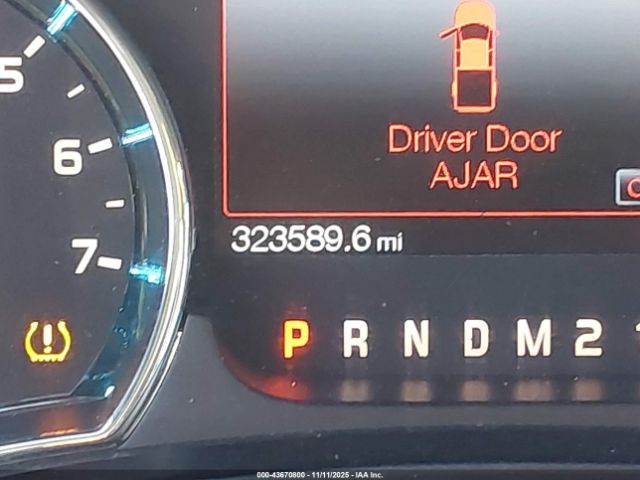 5
6
7
Driver Door
AJAR
323589.6 mi
P R N D M 2
000-43670800 - 11/11/2025 - IAA Inc.